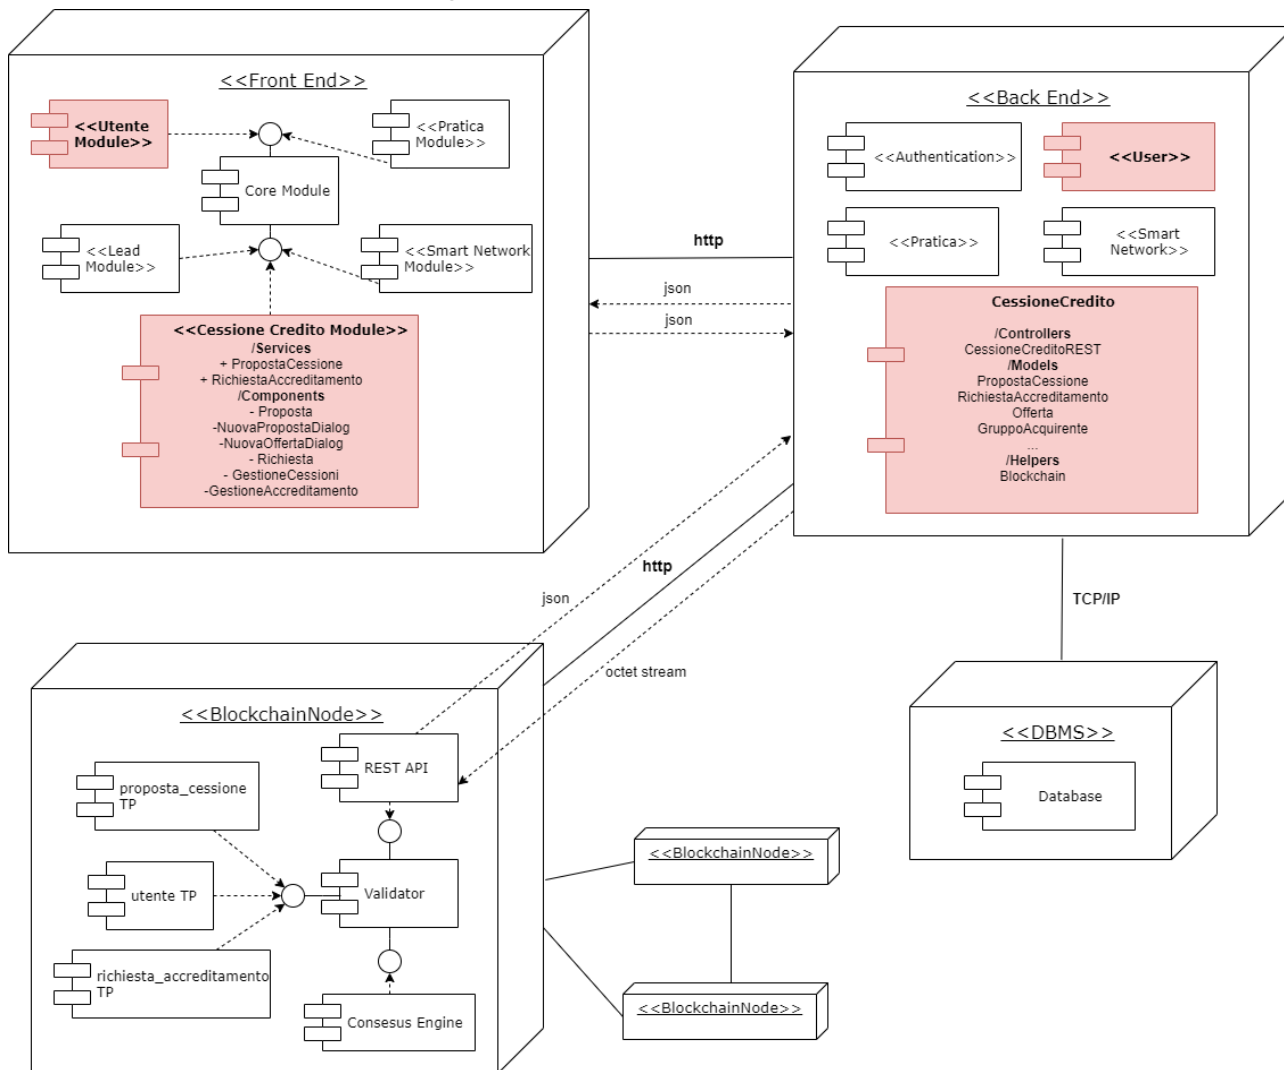 <<Front End>>
<<Utente
Module>>
<<Pratica
Module>>
Core Module
<<Lead
Module>>
<<Smart Network
Module>>
<<Cessione Credito Module>>
/Services
+ PropostaCessione
+ RichiestaAccreditamento
/Components
- Proposta
-NuovaPropostaDialog
-NuovaOffertaDialog
- Richiesta
- GestioneCessioni
-GestioneAccreditamento
http
json
json
<<Back End>>
<<Authentication>>
<<User>>
<<Pratica>>
<<Smart
Network>>
CessioneCredito
/Controllers
CessioneCreditoREST
/Models
PropostaCessione
RichiestaAccreditamento
Offerta
GruppoAcquirente
...
/Helpers
Blockchain
http
json
octet stream
TCP/IP
<<BlockchainNode>>
REST API
proposta_cessione
TP
utente TP
Validator
richiesta_accreditamento
TP
Consesus Engine
<<BlockchainNode>>
<<BlockchainNode>>
<<DBMS>>
Database